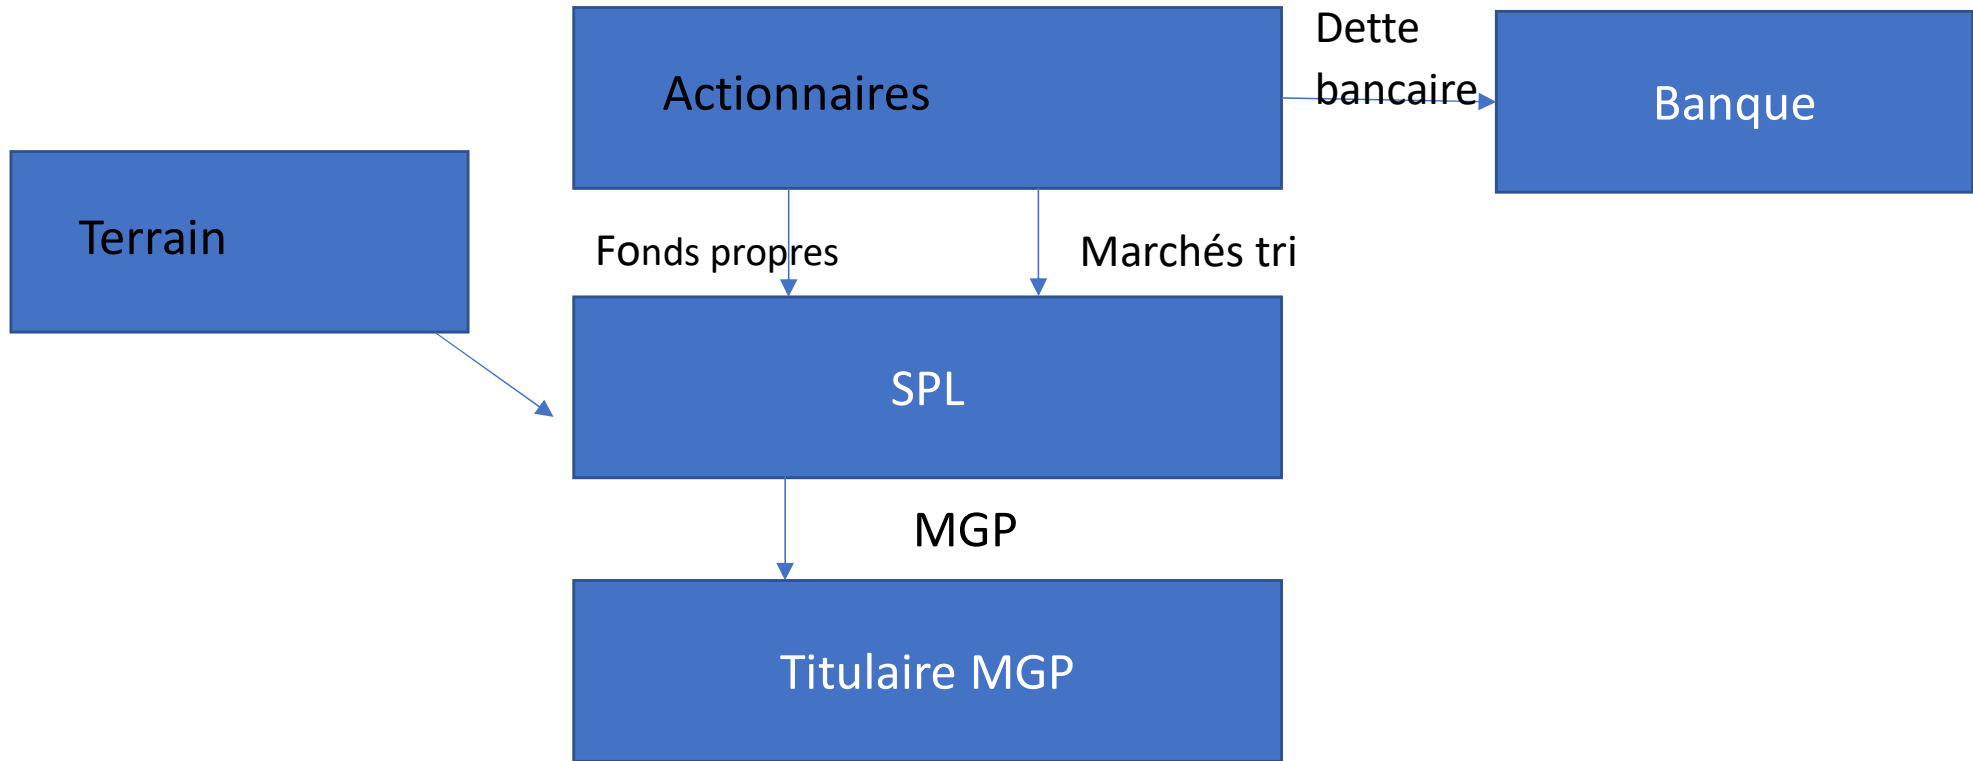 Actionnaires
Dette
bancaire
Banque
Terrain
Fonds propres
Marchés tri
SPL
MGP
Titulaire MGP